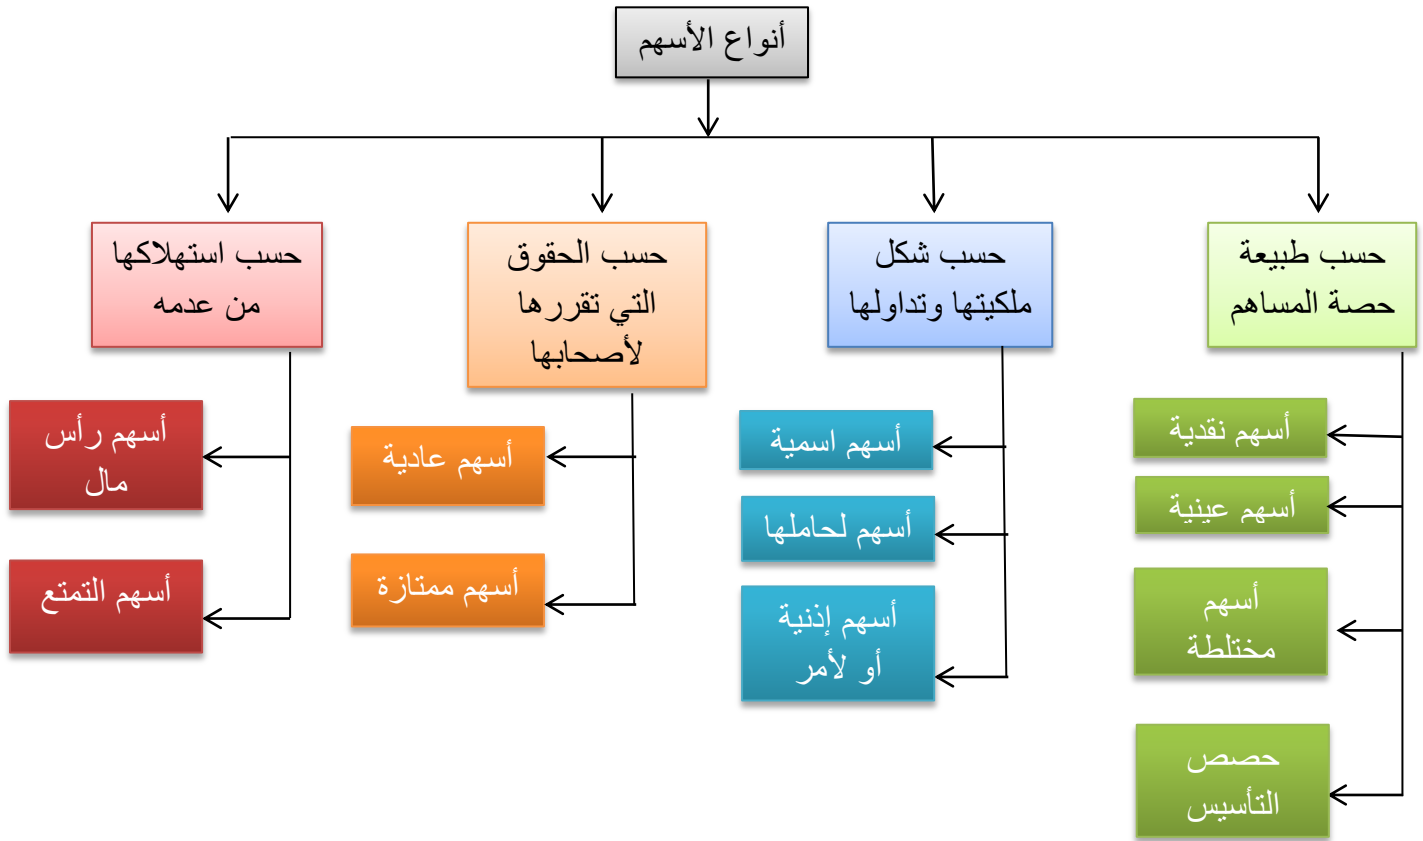 أنواع الأسهم
حسب طبيعة
حصة المساهم
أسهم نقدية
أسهم عينية
أسهم
مختلطة
حصص
التأسيس
حسب شكل
ملكيتها وتداولها
أسهم اسمية
أسهم لحاملها
أسهم إذنية
أو لأمر
حسب الحقوق
التي تقررها
لأصحابها
أسهم عادية
أسهم ممتازة
حسب استهلاكها
من عدمه
أسهم رأس
مال
أسهم التمتع